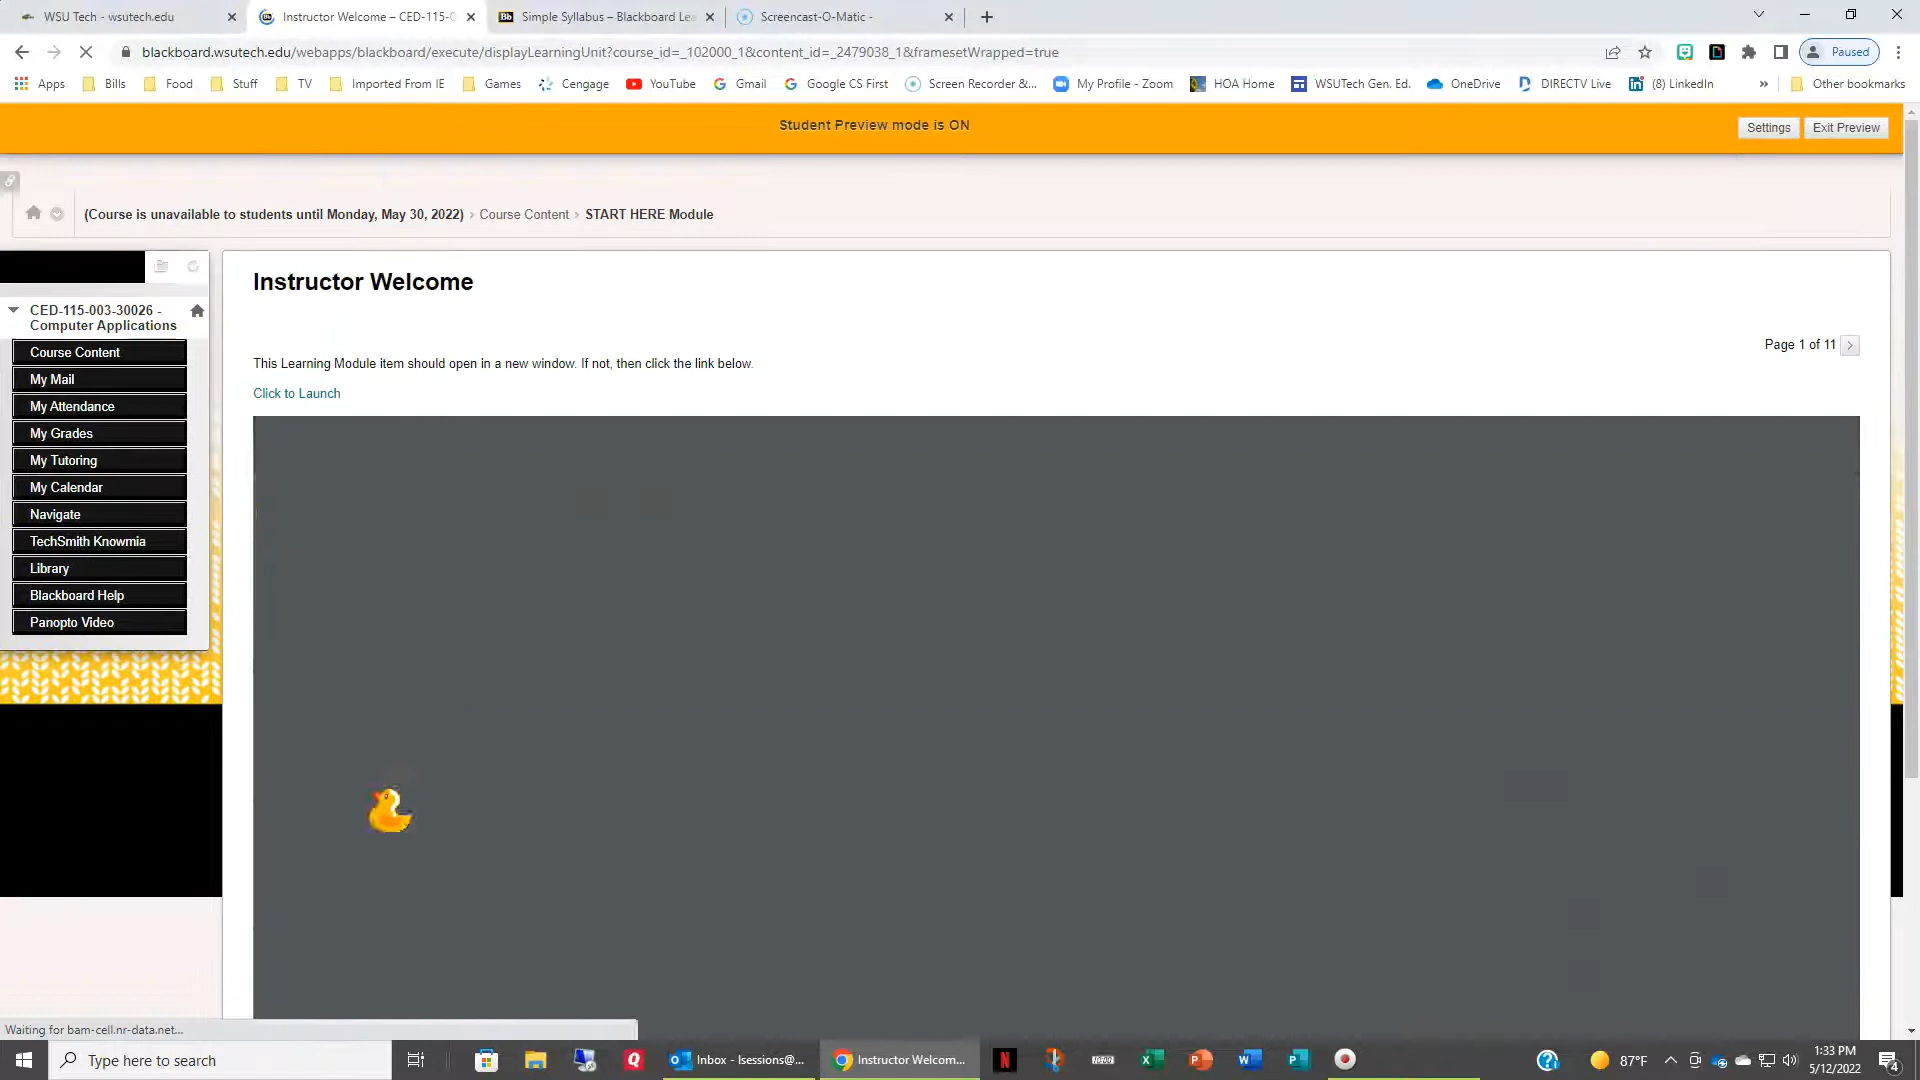 WSU Tech - wsutech.edu
Instructor Welcome – CED-115-0
Simple Syllabus – Blackboard Lea
Screencast-O-Matic -
blackboard.wsutech.edu/webapps/blackboard/execute/displayLearningUnit?course_id=_102000_1&content_id=_2479038_1&framesetWrapped=true
Paused
Apps
Bills
Food
Stuff
TV
Imported From IE
Games
Cengage
YouTube
Gmail
Google CS First
Screen Recorder &...
My Profile - Zoom
HOA Home
WSUTech Gen. Ed.
OneDrive
DIRECTV Live
(8) LinkedIn
»
Other bookmarks
Student Preview mode is ON
Settings
Exit Preview
(Course is unavailable to students until Monday, May 30, 2022) › Course Content › START HERE Module
CED-115-003-30026 -
Computer Applications
Course Content
My Mail
My Attendance
My Grades
My Tutoring
My Calendar
Navigate
TechSmith Knowmia
Library
Blackboard Help
Panopto Video
Instructor Welcome
Page 1 of 11
This Learning Module item should open in a new window. If not, then click the link below.
Click to Launch
Waiting for bam-cell.nr-data.net...
Type here to search
Inbox - lsessions@...
Instructor Welcom...
87°F
1:33 PM
5/12/2022
4